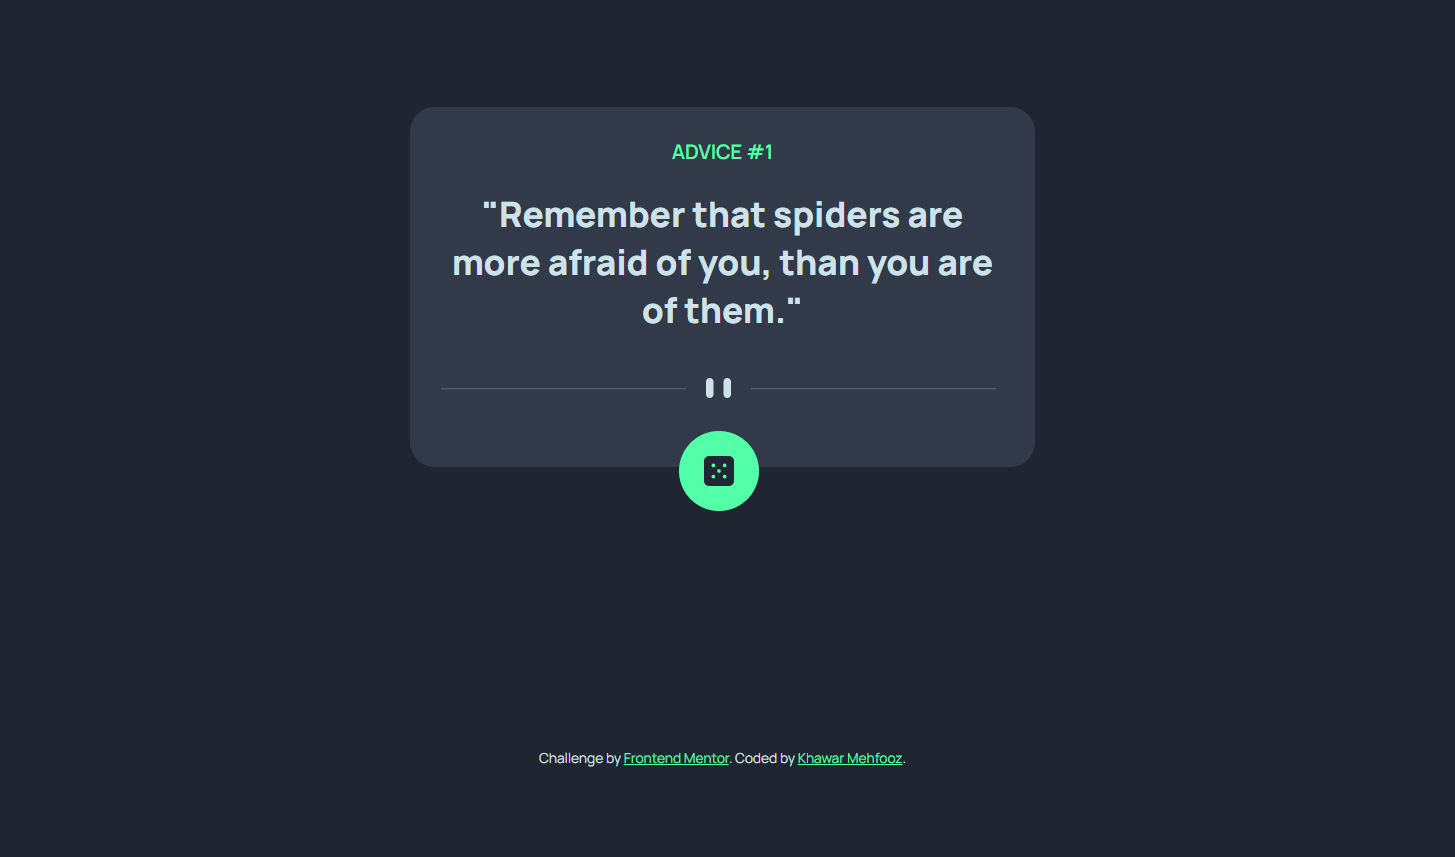 ADVICE #1
"Remember that spiders are
more afraid of you, than you are
of them."
Challenge by Frontend Mentor. Coded by Khawar Mehfooz.